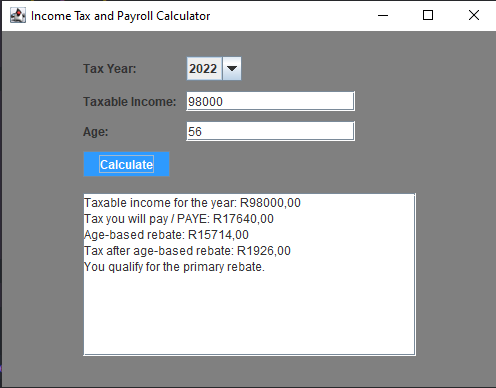 Income Tax and Payroll Calculator
Tax Year: 2022
Taxable Income: 98000
Age: 56
Calculate
Taxable income for the year: R98000,00
Tax you will pay / PAYE: R17640,00
Age-based rebate: R15714,00
Tax after age-based rebate: R1926,00
You qualify for the primary rebate.